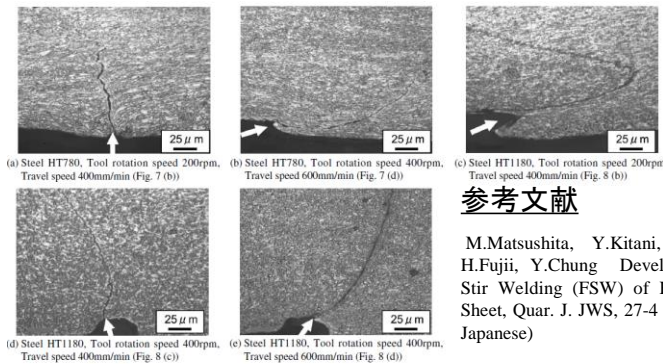 25 μm
25 μm
25 μm
(a) Steel HT780, Tool rotation speed 200rpm,
Travel speed 400mm/min (Fig. 7 (b))
(b) Steel HT780, Tool rotation speed 400rpm,
Travel speed 600mm/min (Fig. 7 (d))
(c) Steel HT1180, Tool rotation speed 200rpm
Travel speed 400mm/min (Fig. 8 (b))
25 μm
25 μm
(d) Steel HT1180, Tool rotation speed 400rpm,
Travel speed 400mm/min (Fig. 8 (c))
(e) Steel HT1180, Tool rotation speed 400rpm,
Travel speed 600mm/min (Fig. 8 (d))
参考文献
M.Matsushita, Y.Kitani,
H.Fujii, Y.Chung
Stir Welding (FSW) of
Sheet, Quar. J. JWS, 27-4
Japanese)